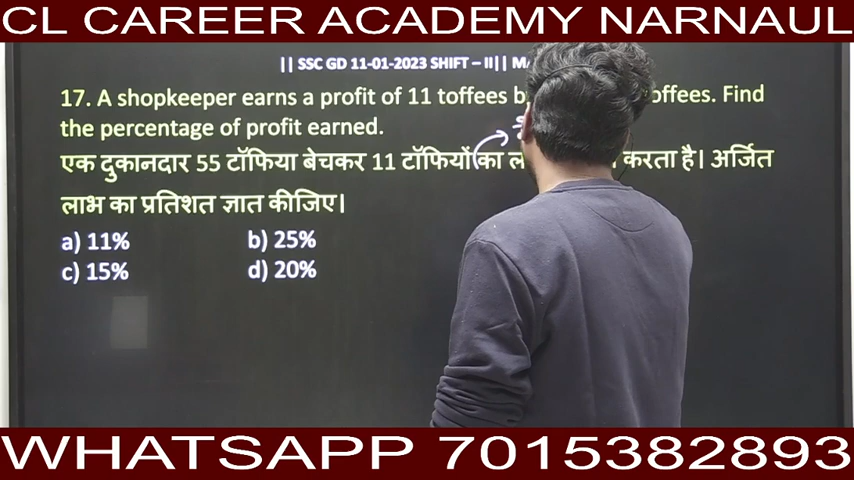 CL CAREER ACADEMY NARNAUL
|| SSC GD 11-01-2023 SHIFT – II||
17. A shopkeeper earns a profit of 11 toffees offees. Find
the percentage of profit earned.
एक दुकानदार 55 टॉफिया बेचकर 11 टॉफियों का करता है। अर्जित
लाभ का प्रतिशत ज्ञात कीजिए।
a) 11% b) 25%
c) 15% d) 20%
WHATSAPP 7015382893